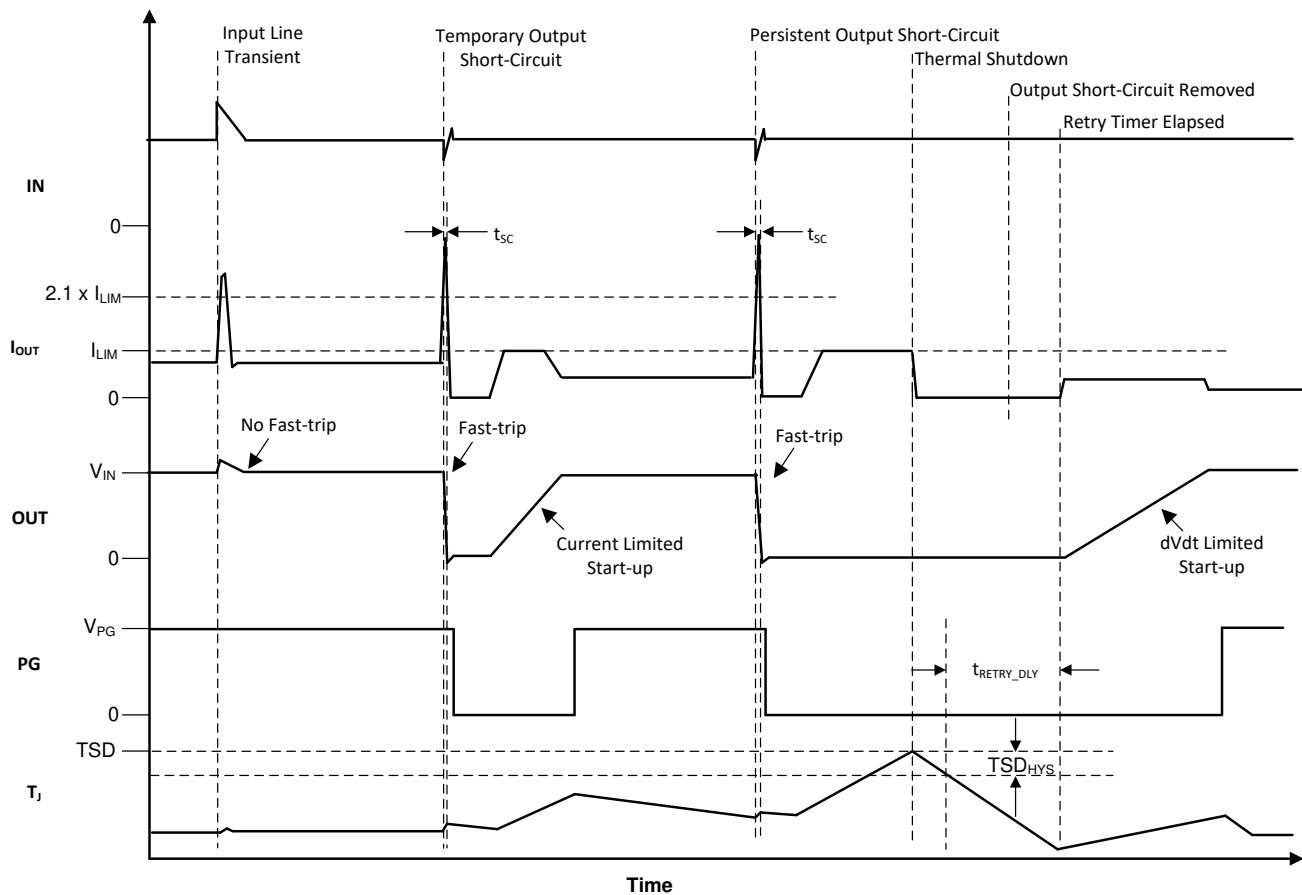 Input Line
Transient
Temporary Output
Short-Circuit
Persistent Output Short-Circuit
Thermal Shutdown
Output Short-Circuit Removed
Retry Timer Elapsed
IN
0
tSC
tSC
2.1 x ILIM
IOUT
ILIM
0
No Fast-trip
Fast-trip
Fast-trip
VIN
OUT
Current Limited
Start-up
dVdt Limited
Start-up
0
VPG
PG
tRETRY_DLY
0
TSD
TSDHYS
TJ
Time